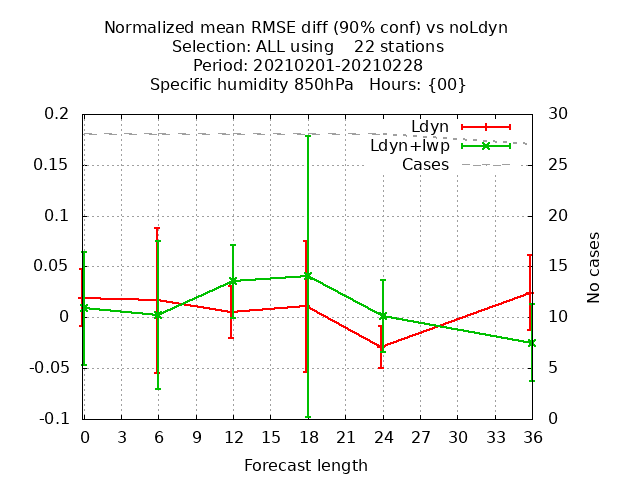 Normalized mean RMSE diff (90% conf) vs noLdyn
Selection: ALL using    22 stations
Period: 20210201-20210228
Specific humidity 850hPa   Hours: {00}
0.2
0.15
0.1
0.05
0
-0.05
-0.1
30
25
20
15
10
5
0
Ldyn
Ldyn+lwp
Cases
No cases
0 3 6 9 12 15 18 21 24 27 30 33 36
Forecast length